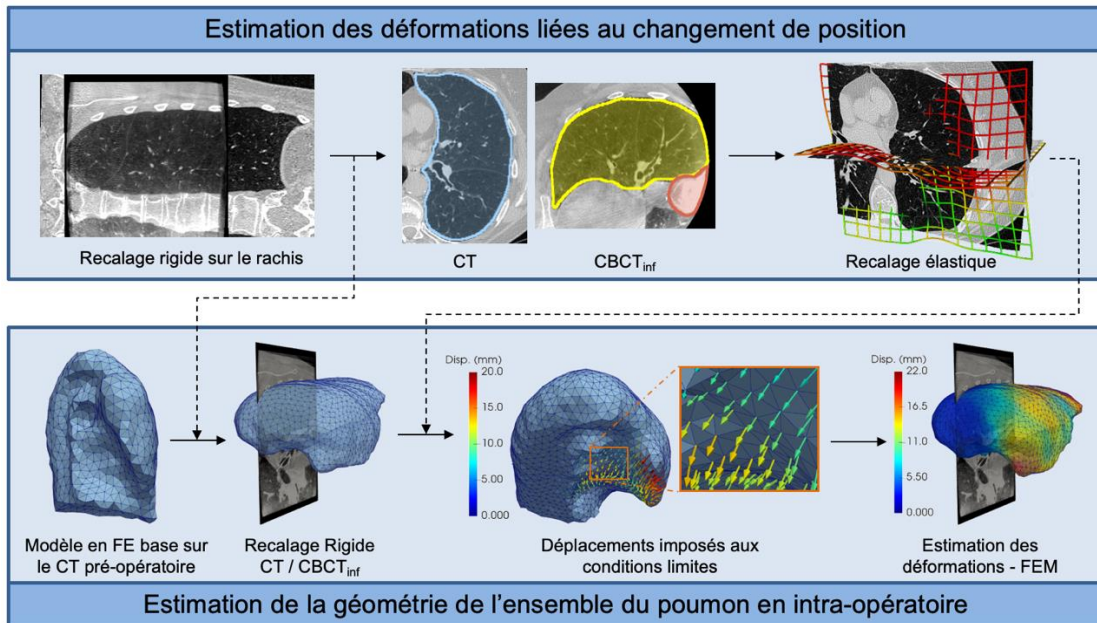 Estimation des déformations liées au changement de position
Recalage rigide sur le rachis
CT
CBCTinf
Recalage élastique
Disp. (mm)
20.0
15.0
10.0
5.0
0.000
Disp. (mm)
22.0
16.5
11.0
5.50
0.000
Modèle en FE base sur
le CT pré-opératoire
Recalage Rigide
CT / CBCTinf
Déplacements imposés aux
conditions limites
Estimation des
déformations - FEM
Estimation de la géométrie de l'ensemble du poumon en intra-opératoire